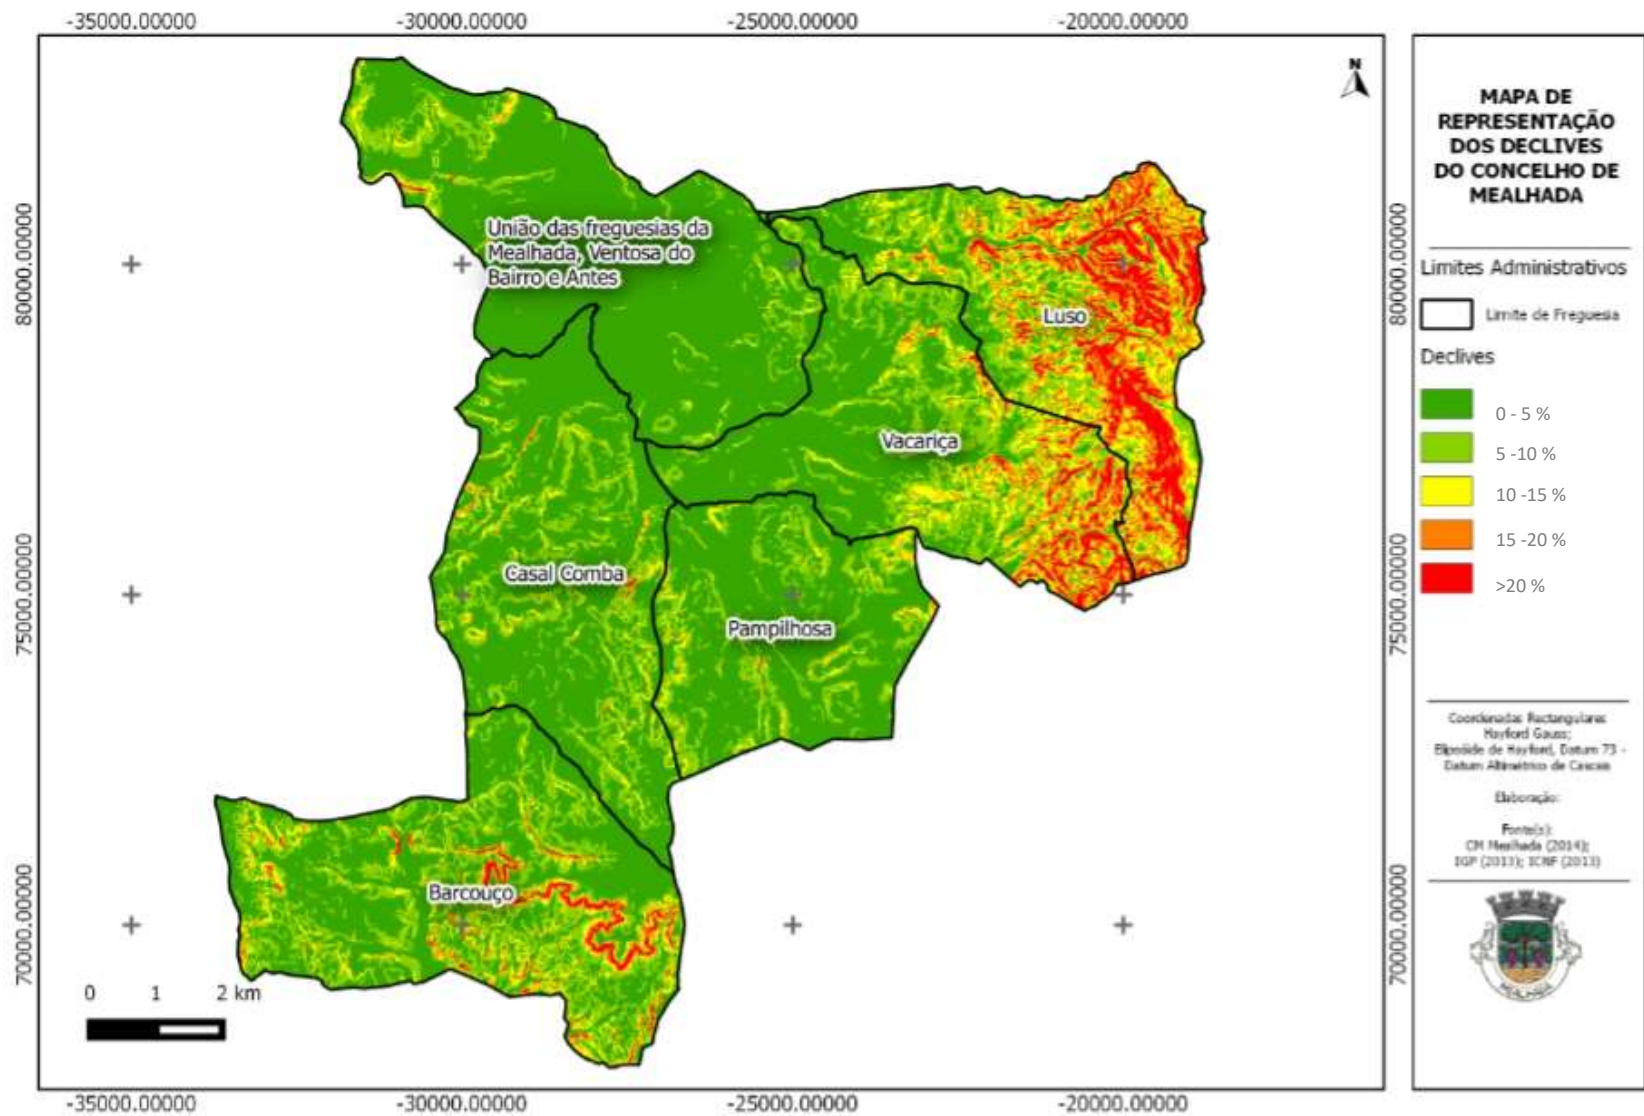 -35000.00000
-30000.00000
-25000.00000
-20000.00000
N
80000.00000
75000.00000
70000.00000
União das freguesias da
Mealhada, Ventosa do
Bairro e Antes
Luso
Vacariça
Casal Comba
Pampilhosa
Barcouço
0 1 2 km
80000.00000
75000.00000
70000.00000
-35000.00000
-30000.00000
-25000.00000
-20000.00000
MAPA DE
REPRESENTAÇÃO
DOS DECLIVES
DO CONCELHO DE
MEALHADA
Limites Administrativos
Limite de Freguesia
Declives
0 - 5 %
5 -10 %
10 -15 %
15 -20 %
>20 %
Coordenadas Rectangulares
Hayford Gauss;
Elipsóide de Hayford, Datum 73 -
Datum Altimétrico de Cascais
Elaboração:
Fonte(s):
CM Mealhada (2014);
IGP (2013); ICNF (2013)
MEALHADA